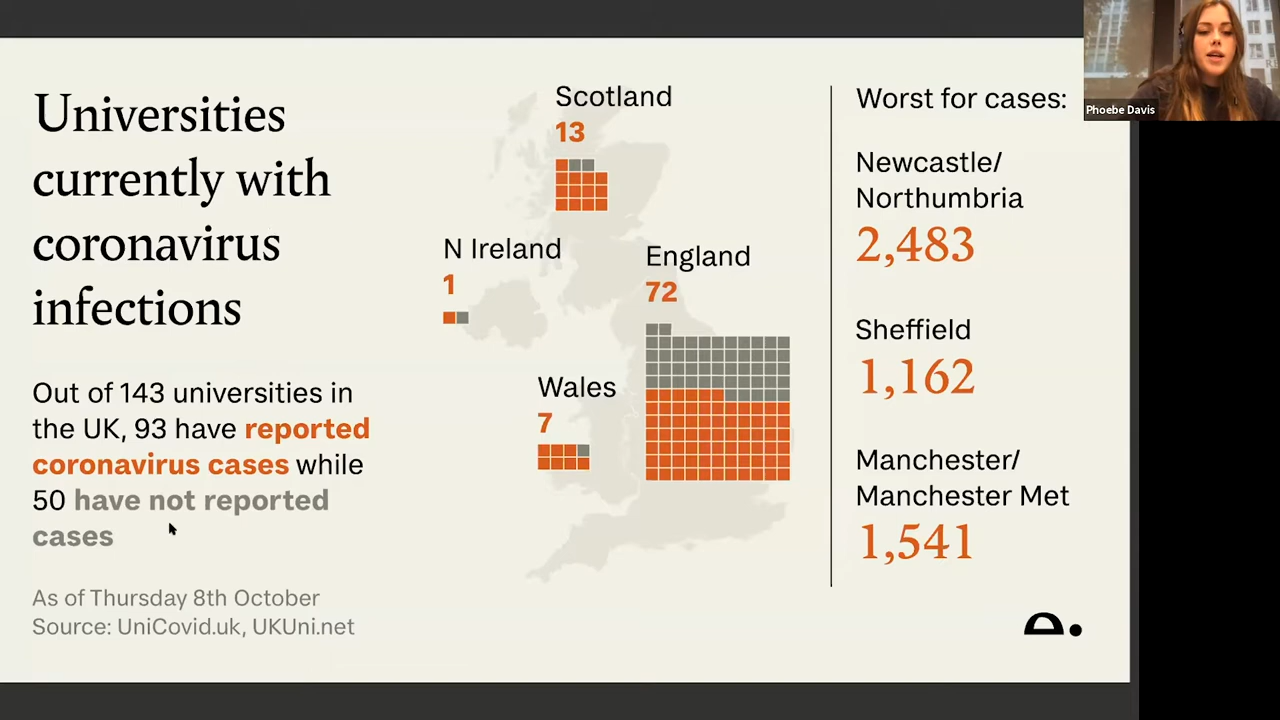 Universities
currently with
coronavirus
infections
Out of 143 universities in
the UK, 93 have reported
coronavirus cases while
50 have not reported
cases
As of Thursday 8th October
Source: UniCovid.uk, UKUni.net
Scotland
13
N Ireland
1
England
72
Wales
7
Worst for cases:
Newcastle/
Northumbria
2,483
Sheffield
1,162
Manchester/
Manchester Met
1,541
Phoebe Davis